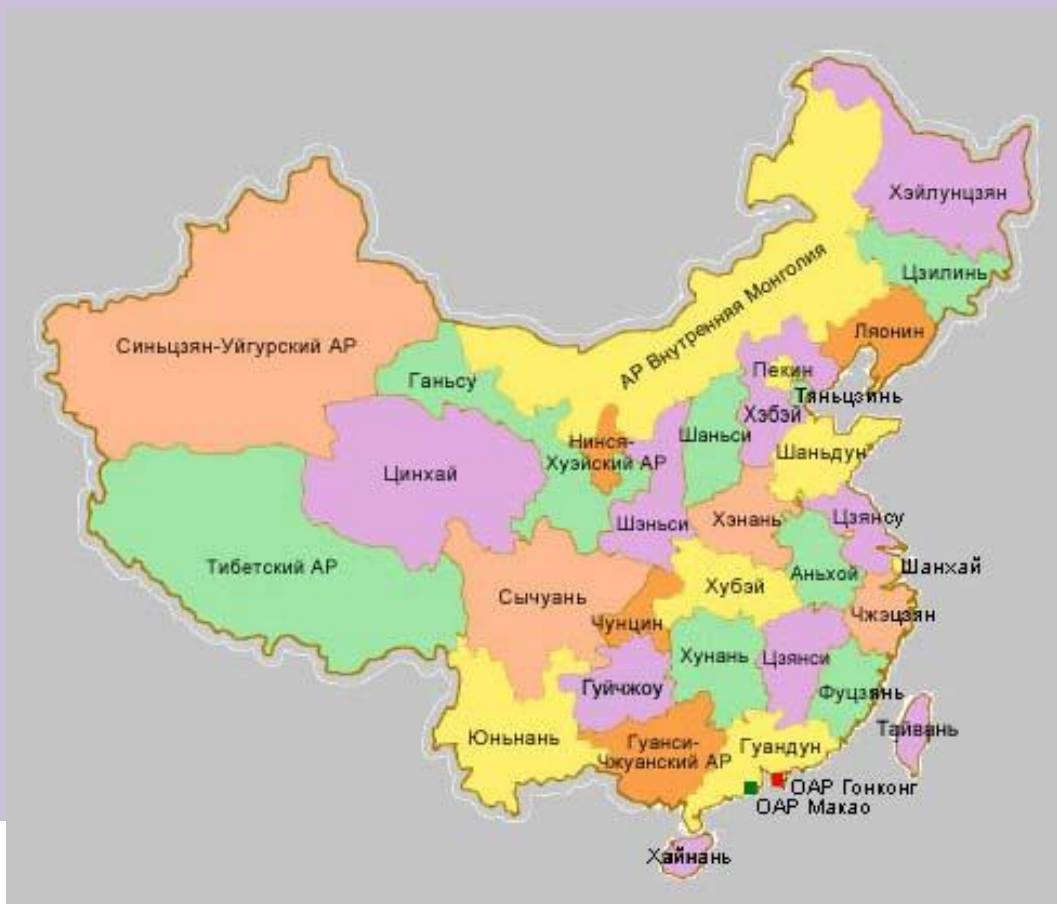 Хэйлунцзян
Цзилинь
АР Внутренняя Монголия
Ляонин
Синьцзян-Уйгурский АР
Пекин
Ганьсу
Тяньцзинь
Хэбэй
Шаньси
Нинся-
Хуэйский АР
Шаньдун
Цинхай
Шэньси
Хэнань
Цзянсу
Тибетский АР
Аньхой
Шанхай
Сычуань
Хубэй
Чунцин
Чжэцзян
Хунань
Цзянси
Гуйчжоу
Фуцзянь
Тайвань
Юньнань
Гуанси-
Чжуанский АР
Гуандун
ОАР Гонконг
ОАР Макао
Хайнань